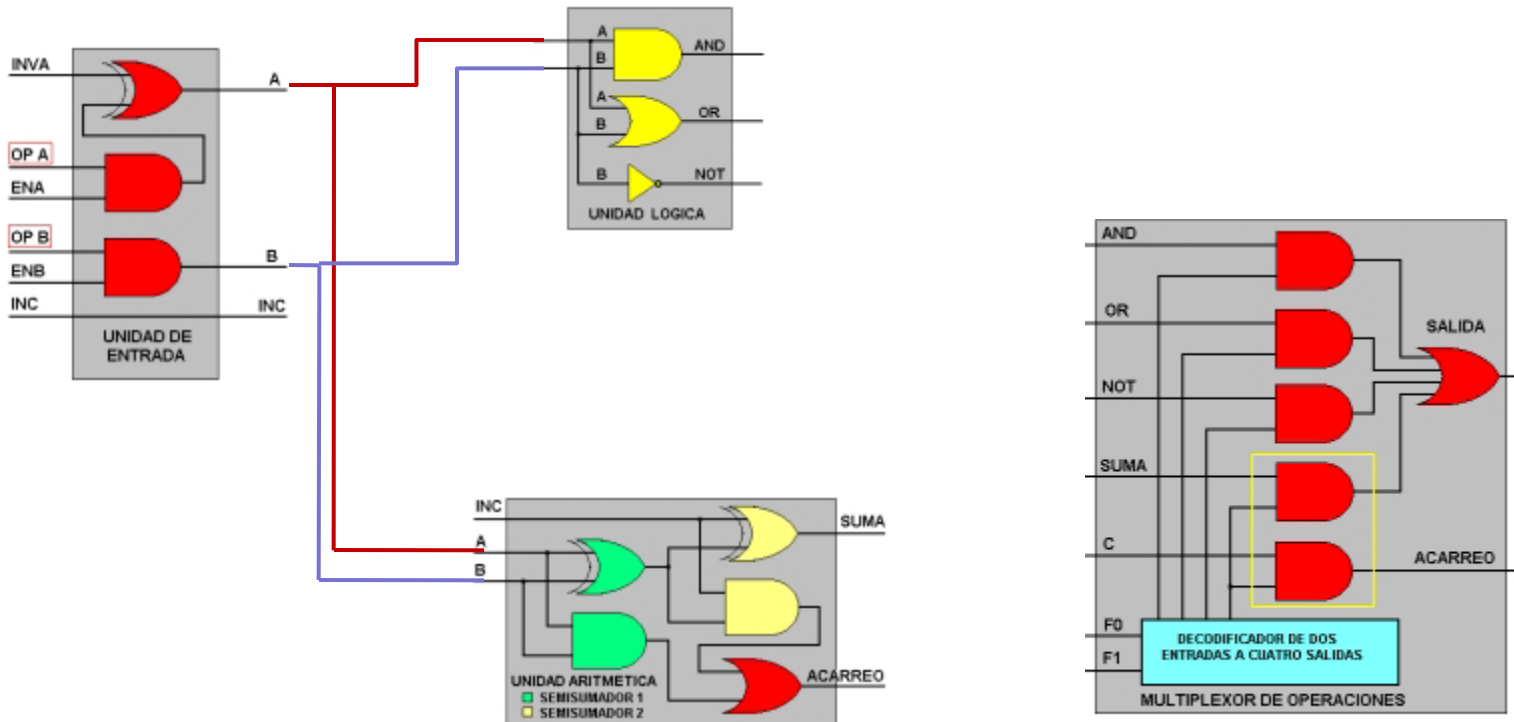 INVA
A
OP A
ENA
OP B
B
ENB
INC
INC
UNIDAD DE
ENTRADA
A
AND
B
A
OR
B
B
NOT
UNIDAD LOGICA
INC
SUMA
A
B
ACARREO
UNIDAD ARITMETICA
SEMISUMADOR 1
SEMISUMADOR 2
AND
OR
SALIDA
NOT
SUMA
C
ACARREO
F0
F1
DECODIFICADOR DE DOS
ENTRADAS A CUATRO SALIDAS
MULTIPLEXOR DE OPERACIONES